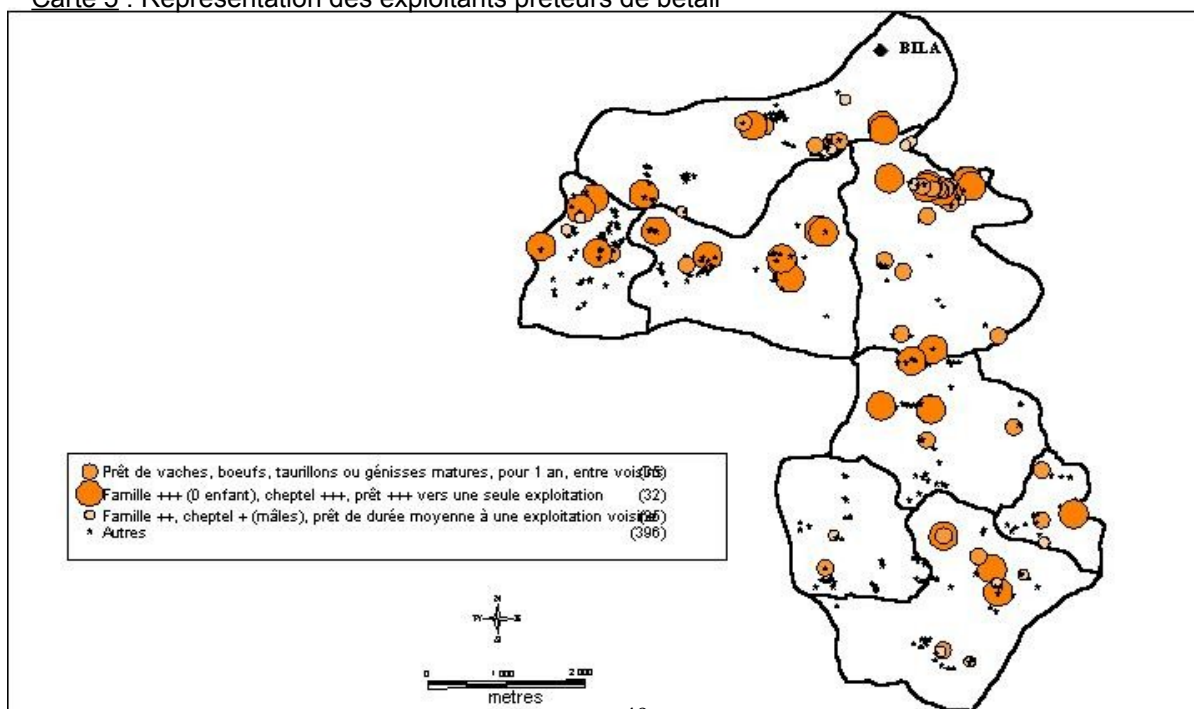 Carte 5 : Représentation des exploitants prêteurs de bétail
BILA
Prêt de vaches, boeufs, taurillons ou génisses matures, pour 1 an, entre
Famille +++ (0 enfant), cheptel +++, prêt +++ vers une seule exploitation (32)
Famille ++, cheptel + (mâles), prêt de durée moyenne à une exploitation
Autres (396)
N
W E
S
0 1 000 2 000
metres